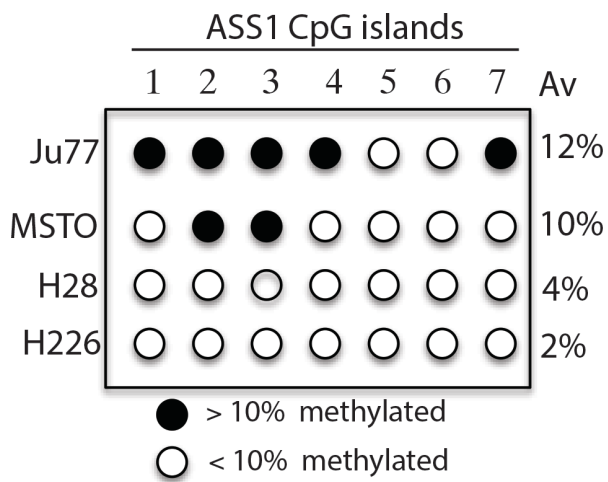 ASS1 CpG islands
1 2 3 4 5 6 7 Av
Ju77 12%
MSTO 10%
H28 4%
H226 2%
> 10% methylated
< 10% methylated